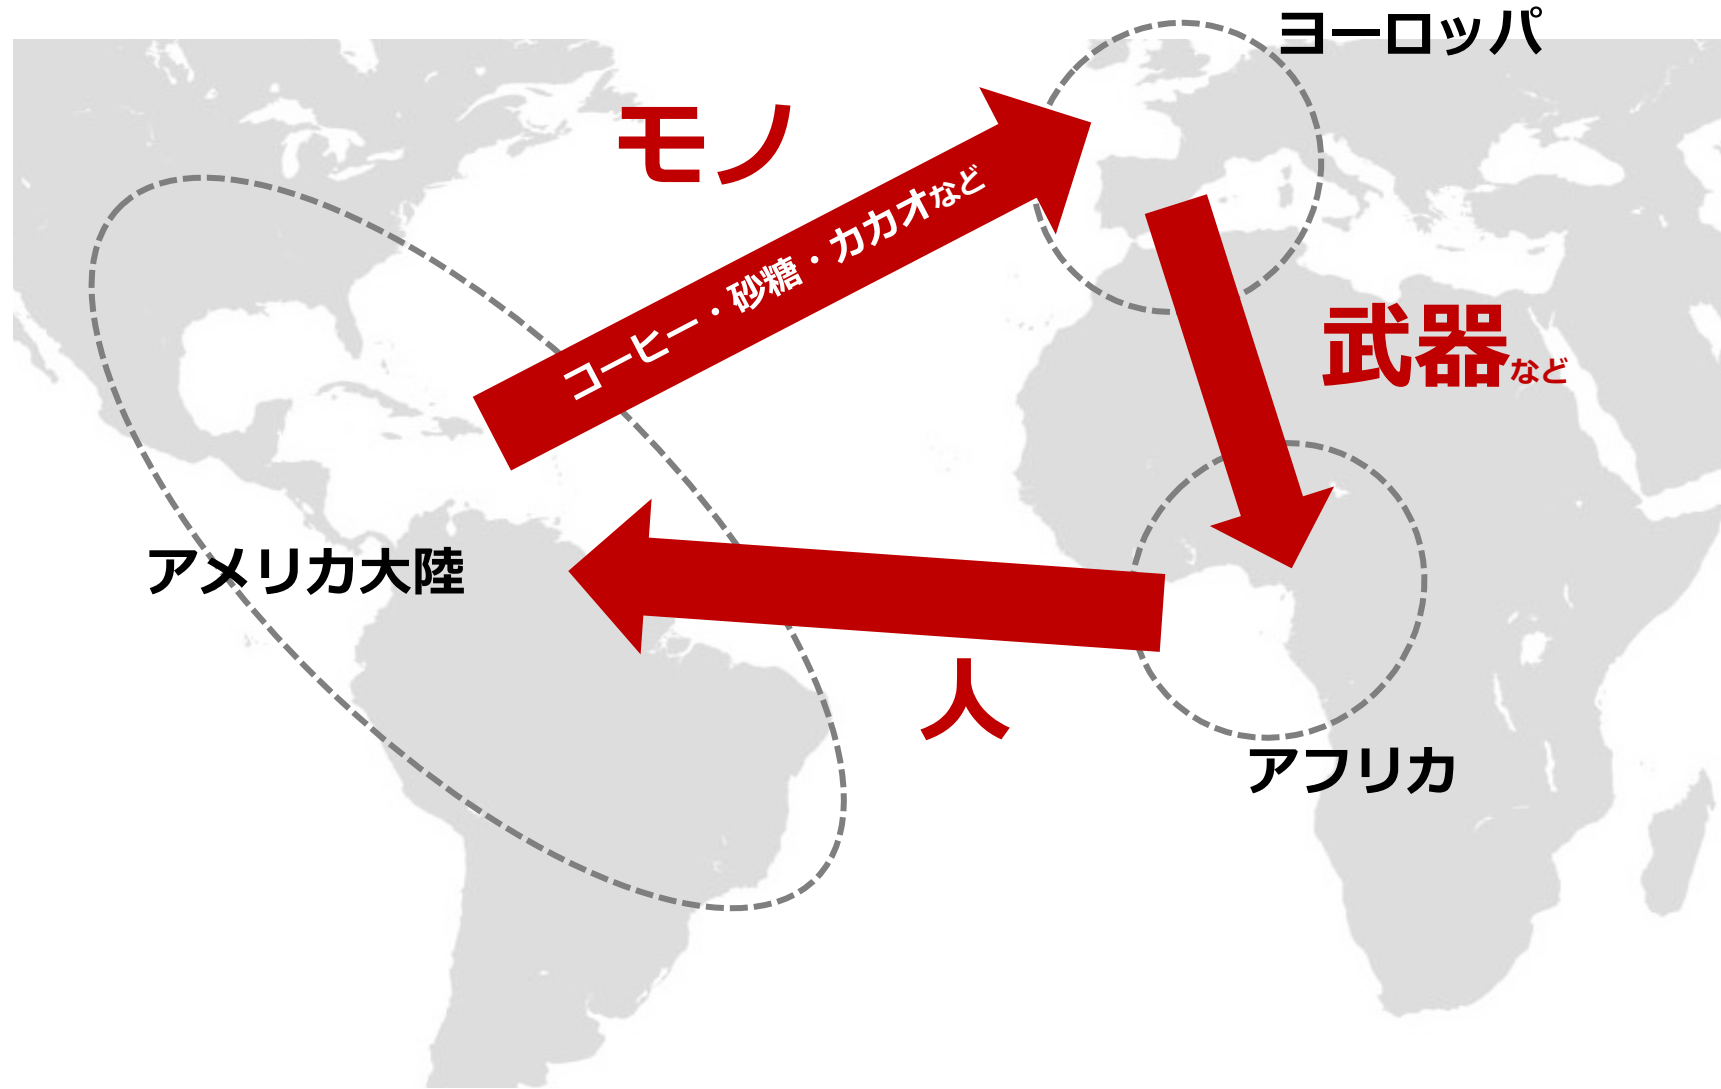 ヨーロッパ
モノ
コーヒー・砂糖・カカオなど
武器など
アメリカ大陸
人
アフリカ